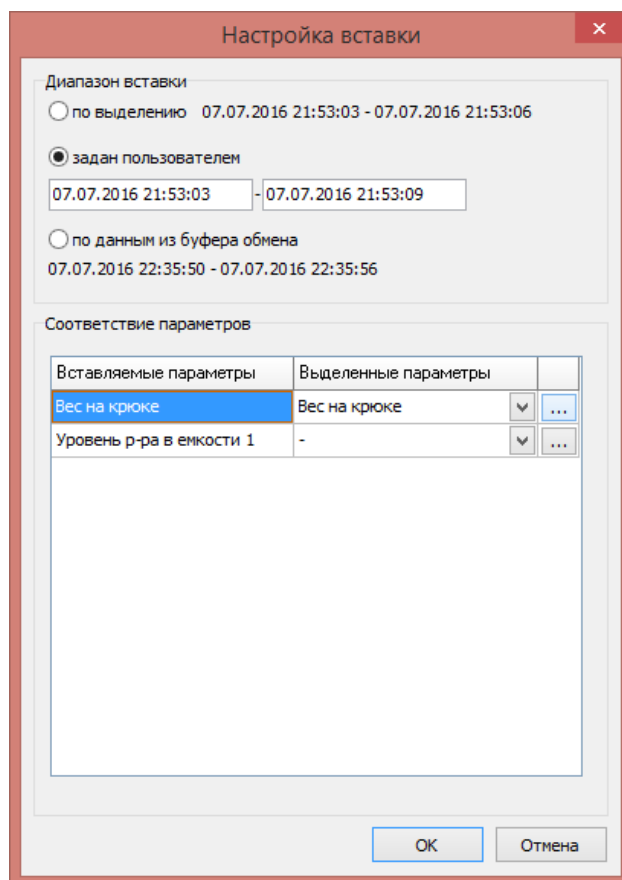 Настройка вставки
Диапазон вставки
по выделению 07.07.2016 21:53:03 - 07.07.2016 21:53:06
задан пользователем
07.07.2016 21:53:03 - 07.07.2016 21:53:09
по данным из буфера обмена
07.07.2016 22:35:50 - 07.07.2016 22:35:56
Соответствие параметров
Вставляемые параметры Выделенные параметры
Вес на крюке Вес на крюке ...
Уровень р-ра в емкости 1 - ...
OK Отмена